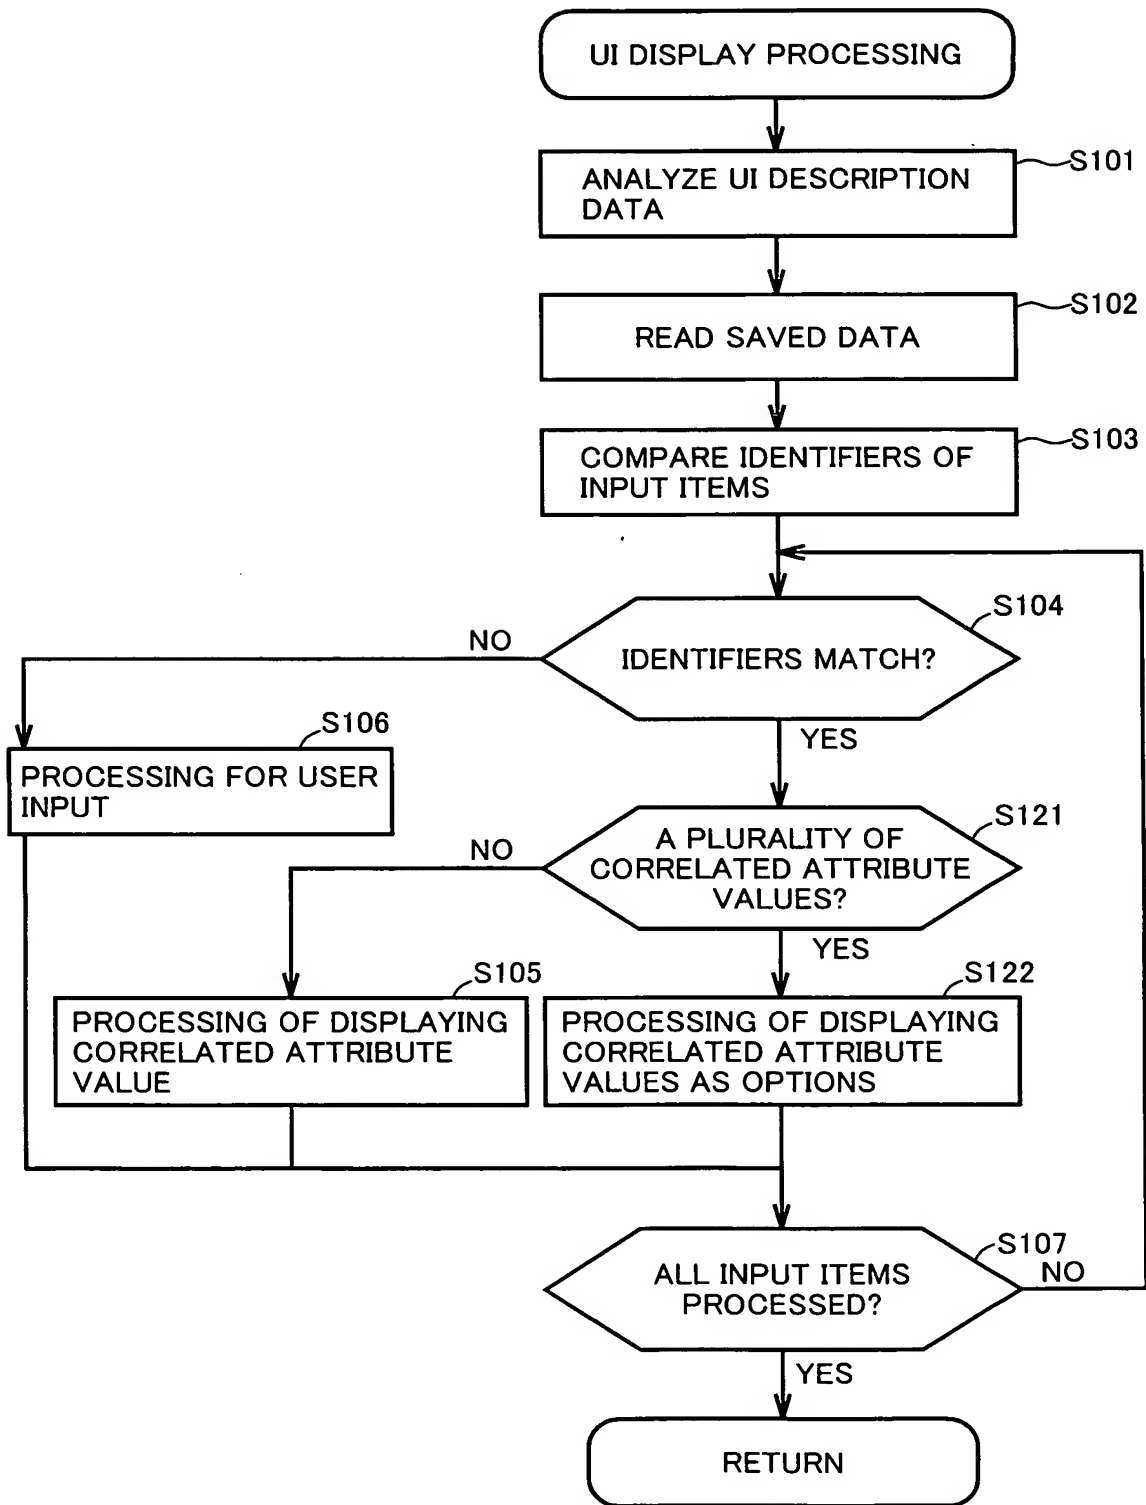 UI DISPLAY PROCESSING
S101
ANALYZE UI DESCRIPTION
DATA
S102
READ SAVED DATA
S103
COMPARE IDENTIFIERS OF
INPUT ITEMS
S104
NO
IDENTIFIERS MATCH?
YES
S106
PROCESSING FOR USER
INPUT
S121
NO
A PLURALITY OF
CORRELATED ATTRIBUTE
VALUES?
YES
S105
PROCESSING OF DISPLAYING
CORRELATED ATTRIBUTE
VALUE
S122
PROCESSING OF DISPLAYING
CORRELATED ATTRIBUTE
VALUES AS OPTIONS
S107
ALL INPUT ITEMS
PROCESSED?
NO
YES
RETURN